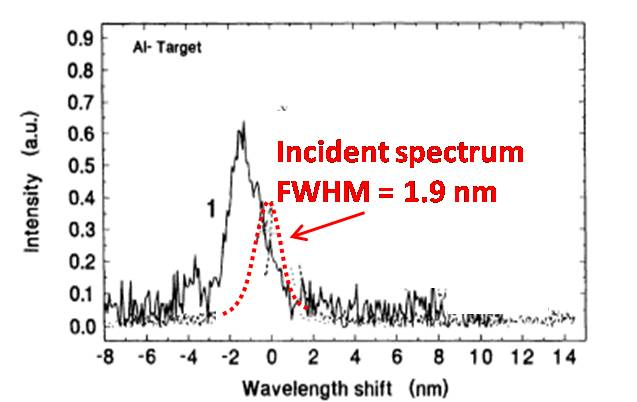 Al- Target
0.9
0.8
0.7
0.6
0.5
0.4
0.3
0.2
0.1
0.0
Intensity (a.u.)
1
Incident spectrum
FWHM = 1.9 nm
-8 -6 -4 -2 0 2 4 6 8 10 12 14
Wavelength shift (nm)